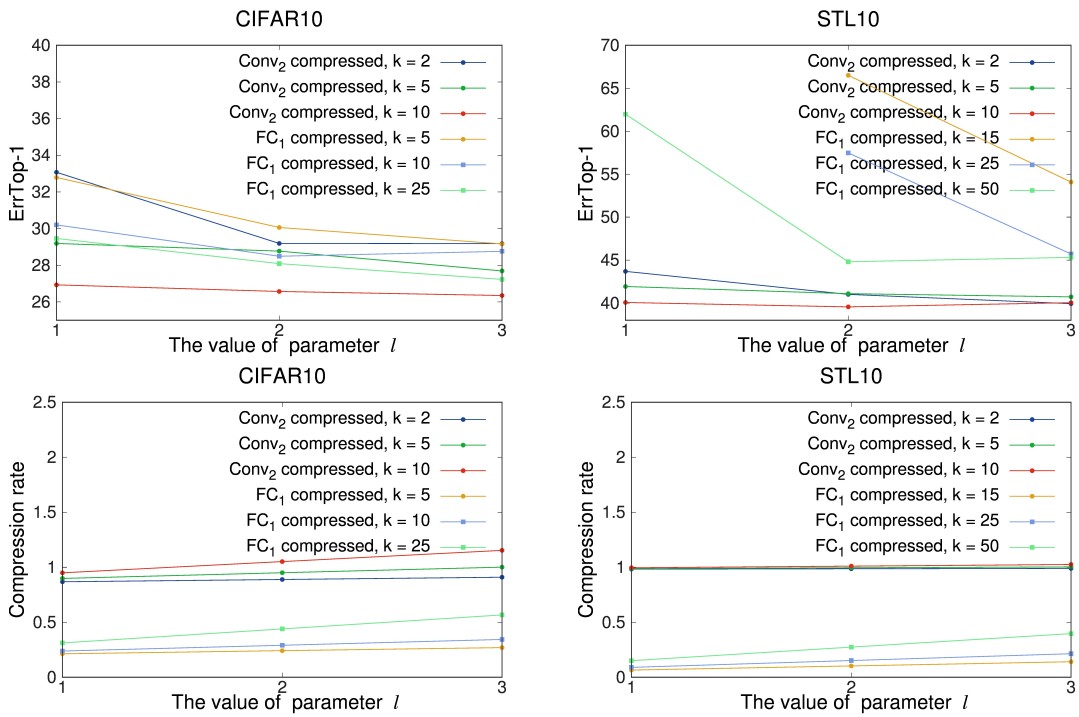 CIFAR10
ErrTop-1
40
38
36
34
32
30
28
26
Conv2 compressed, k = 2
Conv2 compressed, k = 5
Conv2 compressed, k = 10
FC1 compressed, k = 5
FC1 compressed, k = 10
FC1 compressed, k = 25
1 2 3
The value of parameter l
STL10
ErrTop-1
70
65
60
55
50
45
40
Conv2 compressed, k = 2
Conv2 compressed, k = 5
Conv2 compressed, k = 10
FC1 compressed, k = 15
FC1 compressed, k = 25
FC1 compressed, k = 50
1 2 3
The value of parameter l
CIFAR10
Compression rate
2.5
2
1.5
1
0.5
0
Conv2 compressed, k = 2
Conv2 compressed, k = 5
Conv2 compressed, k = 10
FC1 compressed, k = 5
FC1 compressed, k = 10
FC1 compressed, k = 25
1 2 3
The value of parameter l
STL10
Compression rate
2.5
2
1.5
1
0.5
0
Conv2 compressed, k = 2
Conv2 compressed, k = 5
Conv2 compressed, k = 10
FC1 compressed, k = 15
FC1 compressed, k = 25
FC1 compressed, k = 50
1 2 3
The value of parameter l